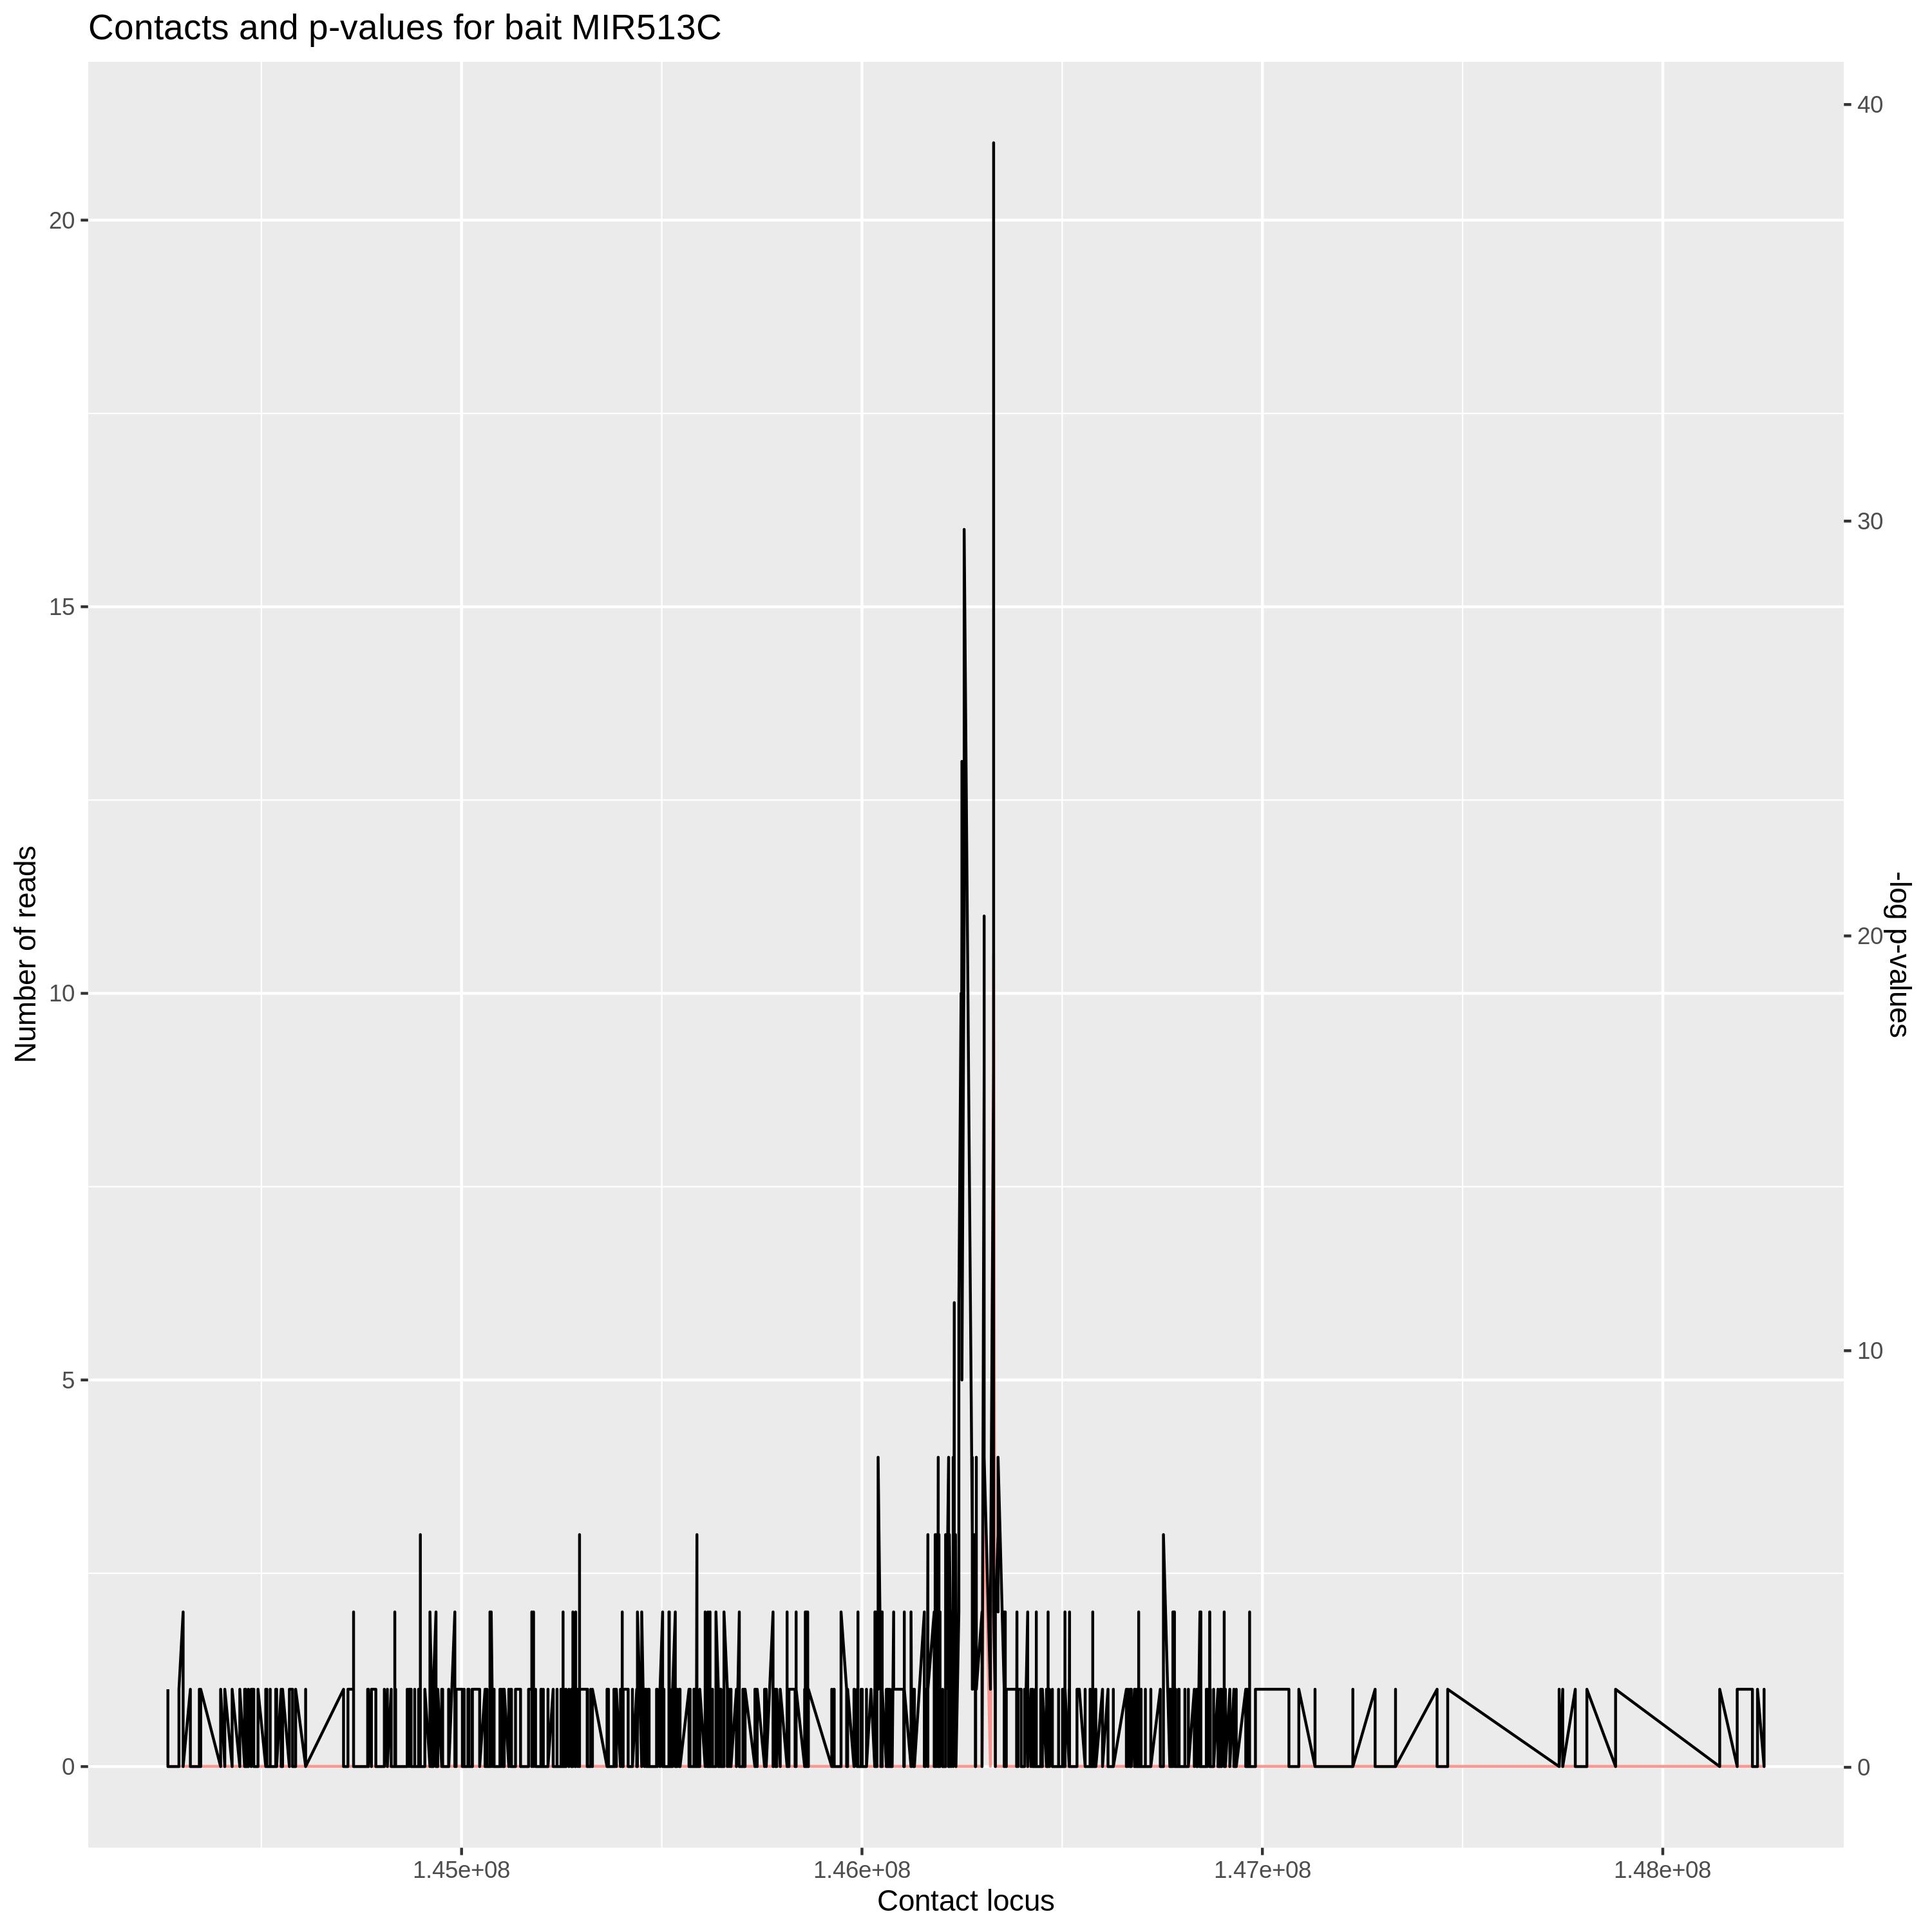 Contacts and p-values for bait MIR513C
20
15
10
5
0
Number of reads
40
30
20
10
0
-log p-values
1.45e+08 1.46e+08 1.47e+08 1.48e+08
Contact locus